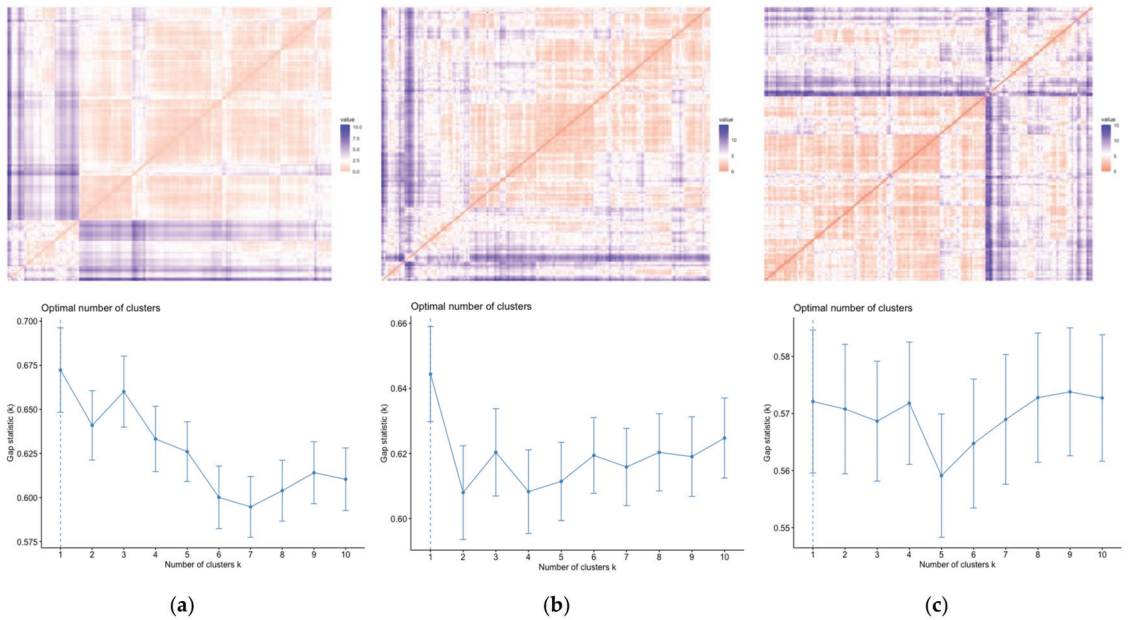 value
10.0
7.5
5.0
2.5
0.0
value
10
5
0
value
15
10
5
0
Optimal number of clusters
Gap statistic (k)
0.700
0.675
0.650
0.625
0.600
0.575
1 2 3 4 5 6 7 8 9 10
Number of clusters k
Optimal number of clusters
Gap statistic (k)
0.66
0.64
0.62
0.60
1 2 3 4 5 6 7 8 9 10
Number of clusters k
Optimal number of clusters
Gap statistic (k)
0.58
0.57
0.56
0.55
1 2 3 4 5 6 7 8 9 10
Number of clusters k
(a) (b) (c)